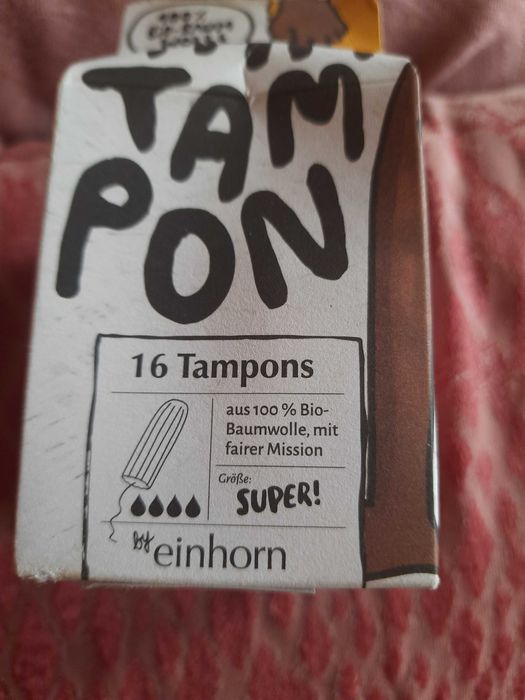 TAM
PON
16 Tampons
aus 100 % Bio-
Baumwolle, mit
fairer Mission
Größe:
SUPER!
by einhorn